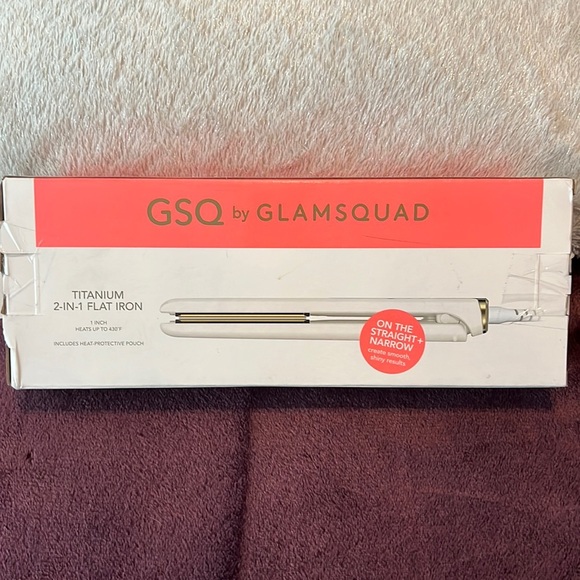 GSQ by GLAMSQUAD
TITANIUM
2-IN-1 FLAT IRON
1 INCH
HEATS UP TO 430°F
INCLUDES HEAT-PROTECTIVE POUCH
ON THE
STRAIGHT+
NARROW
create smooth,
shiny results